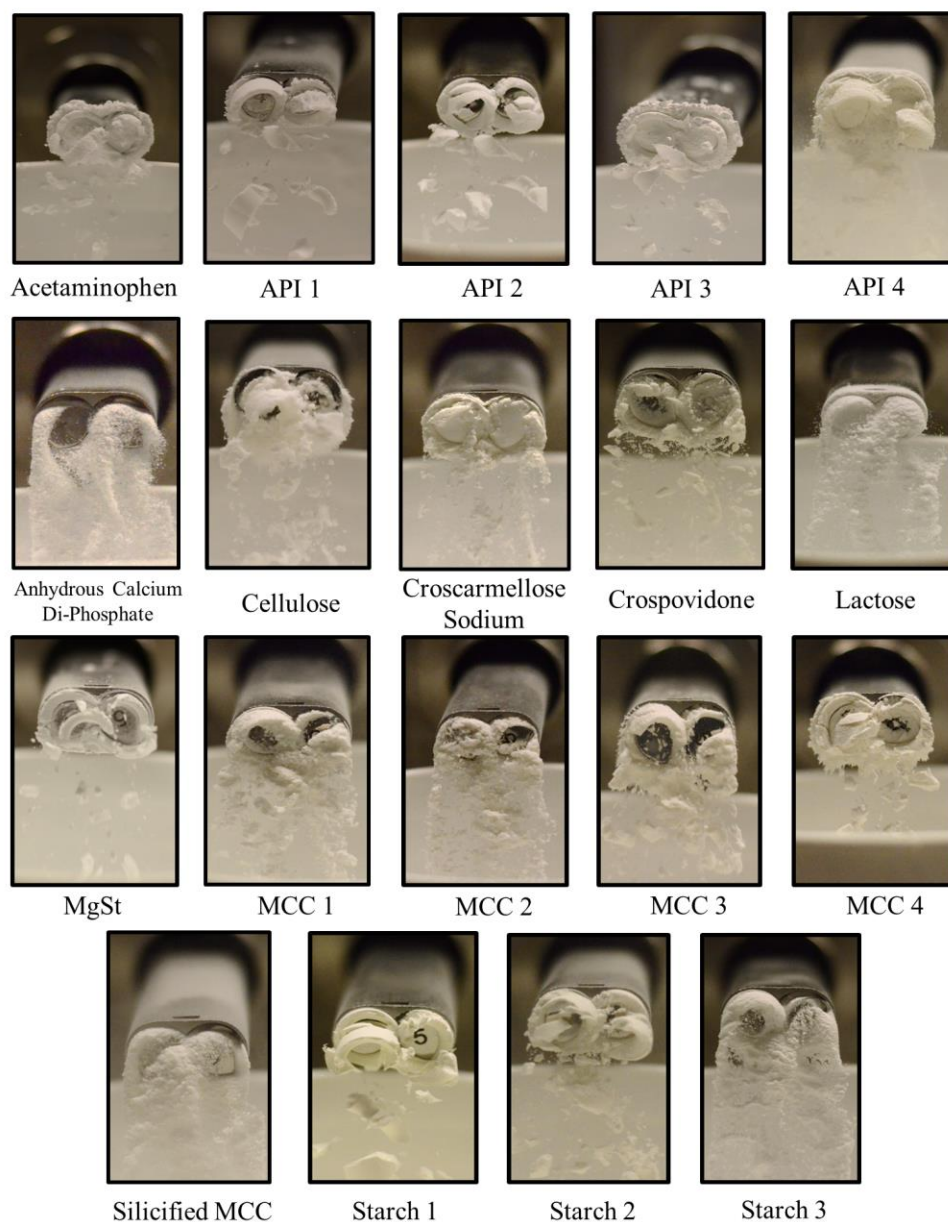 Acetaminophen
API 1
API 2
API 3
API 4
Anhydrous Calcium
Di-Phosphate
Cellulose
Croscarmellose
Sodium
Crospovidone
Lactose
MgSt
MCC 1
MCC 2
MCC 3
MCC 4
5
Silicified MCC
Starch 1
Starch 2
Starch 3